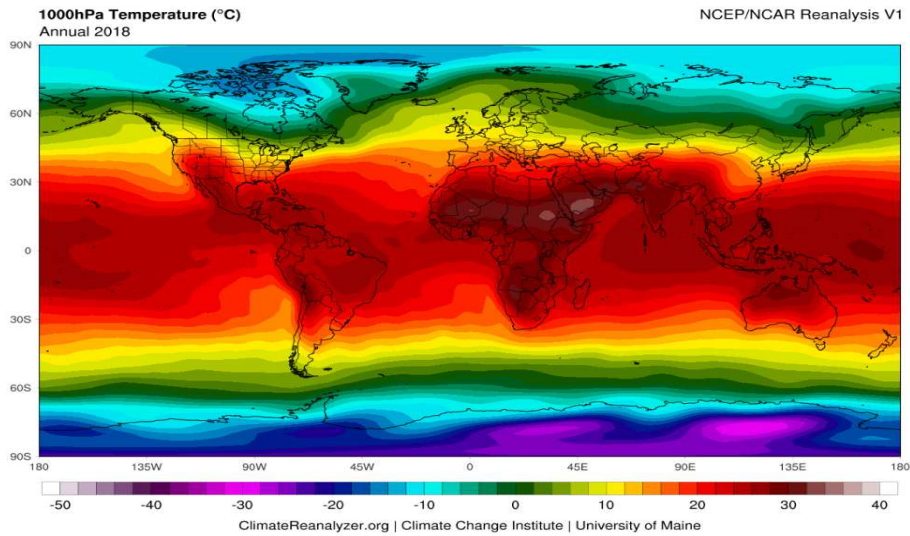 1000hPa Temperature (°C)
NCEP/NCAR Reanalysis V1
Annual 2018
90N
60N
30N
0
30S
60S
90S
180 135W 90W 45W 0 45E 90E 135E 180
-50 -40 -30 -20 -10 0 10 20 30 40
ClimateReanalyzer.org | Climate Change Institute | University of Maine